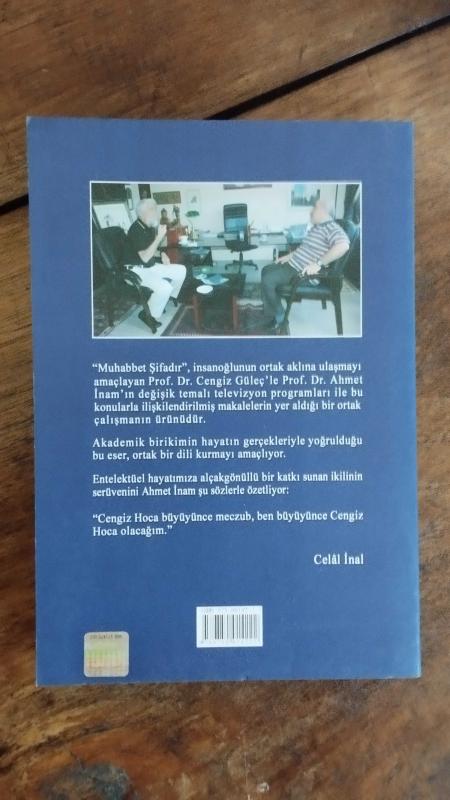 “Muhabbet Şifadır”, insanoğlunun ortak aklına ulaşmayı
amaçlayan Prof. Dr. Cengiz Güleç’le Prof. Dr. Ahmet
İnam’ın değişik temalı televizyon programları ile bu
konularla ilişkilendirilmiş makalelerin yer aldığı bir ortak
çalışmanın ürünüdür.
Akademik birikimin hayatın gerçekleriyle yoğrulduğu
bu eser, ortak bir dili kurmayı amaçlıyor.
Entelektüel hayatımıza alçakgönüllü bir katkı sunan ikilinin
serüvenini Ahmet İnam şu sözlerle özetliyor:
“Cengiz Hoca büyüyünce meczub, ben büyüyünce Cengiz
Hoca olacağım.”
Celâl İnal